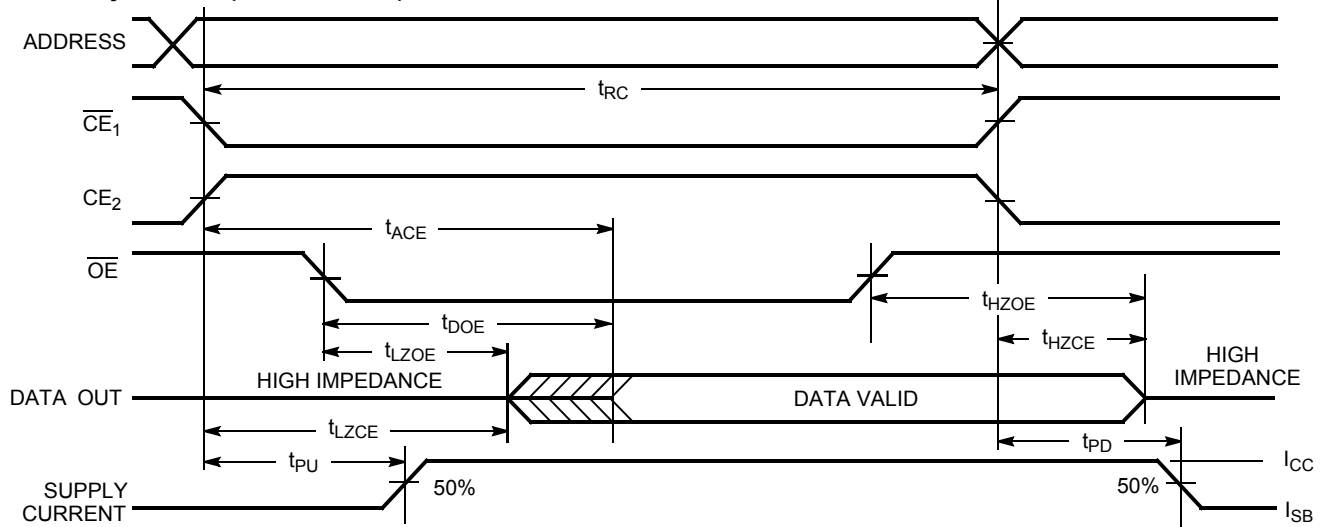 ADDRESS
tRC
CE1
CE2
tACE
OE
tHZOE
tDOE
tHZCE
tLZOE
HIGH
IMPEDANCE
HIGH IMPEDANCE
DATA OUT
DATA VALID
tLZCE
tPD
tPU
ICC
50%
50%
SUPPLY
CURRENT
ISB